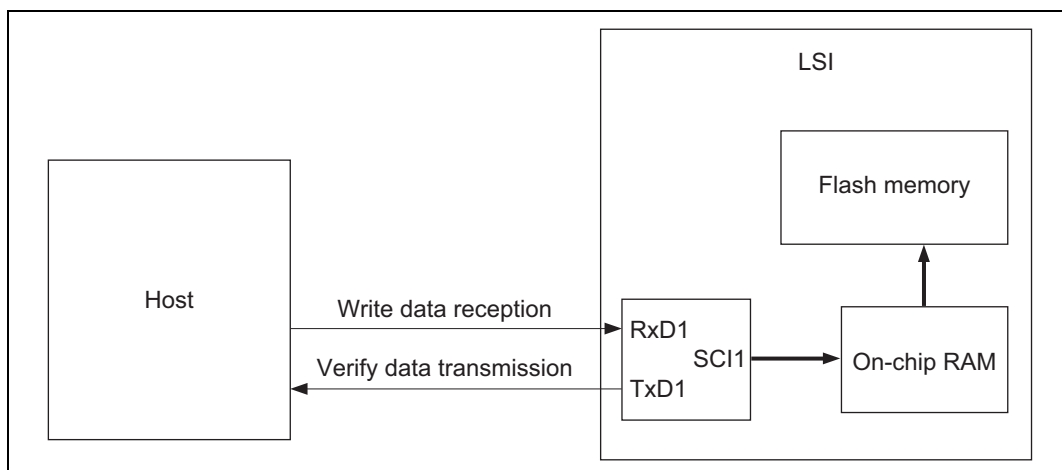 LSI
Flash memory
Host
Write data reception
RxD1
SCI1
On-chip RAM
Verify data transmission
TxD1